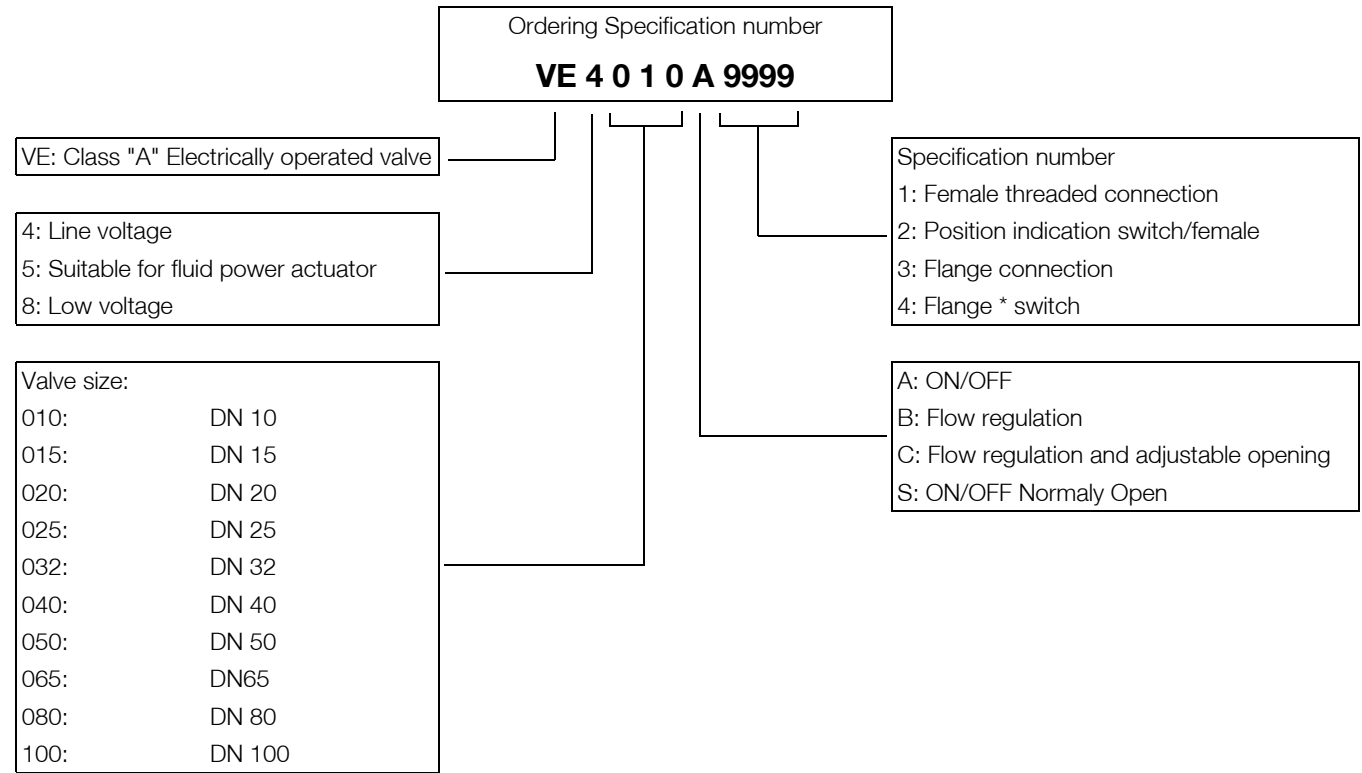 Ordering Specification number
VE 4 0 1 0 A 9999
VE: Class "A" Electrically operated valve
4: Line voltage
5: Suitable for fluid power actuator
8: Low voltage
Valve size:
010: DN 10
015: DN 15
020: DN 20
025: DN 25
032: DN 32
040: DN 40
050: DN 50
065: DN65
080: DN 80
100: DN 100
Specification number
1: Female threaded connection
2: Position indication switch/female
3: Flange connection
4: Flange * switch
A: ON/OFF
B: Flow regulation
C: Flow regulation and adjustable opening
S: ON/OFF Normaly Open